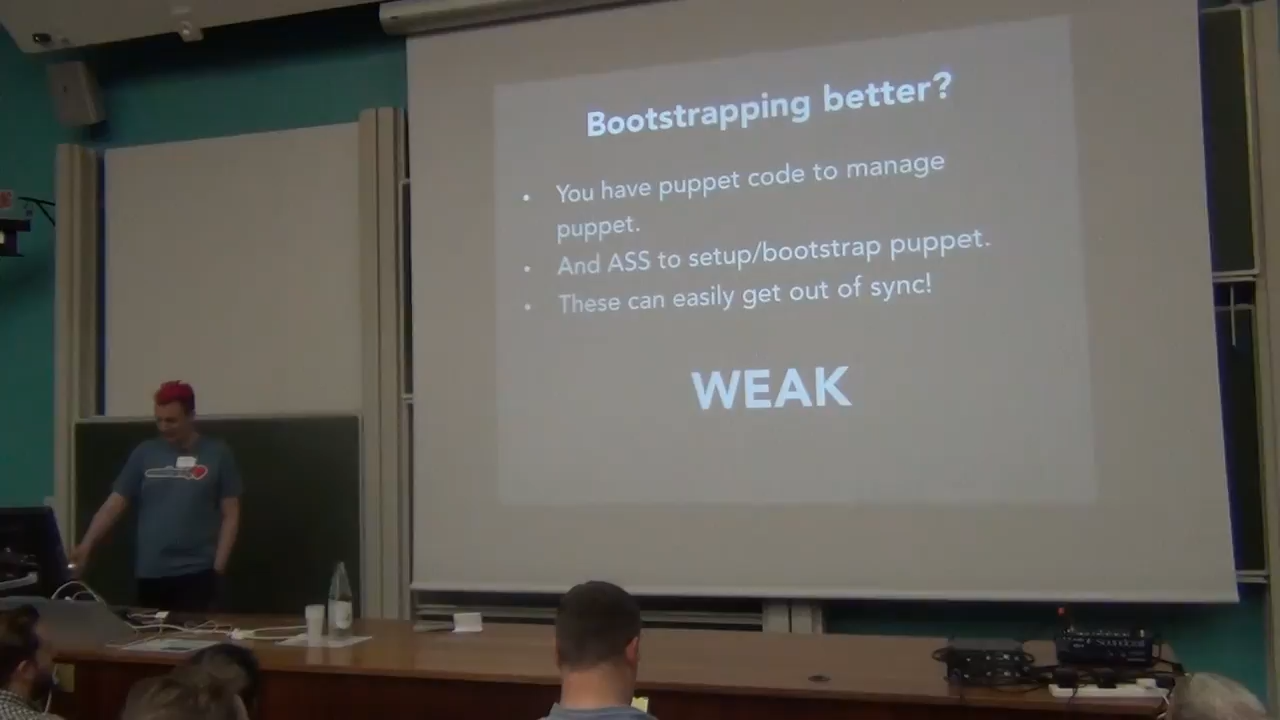 Bootstrapping better?
• You have puppet code to manage
puppet.
• And ASS to setup/bootstrap puppet.
• These can easily get out of sync!
WEAK